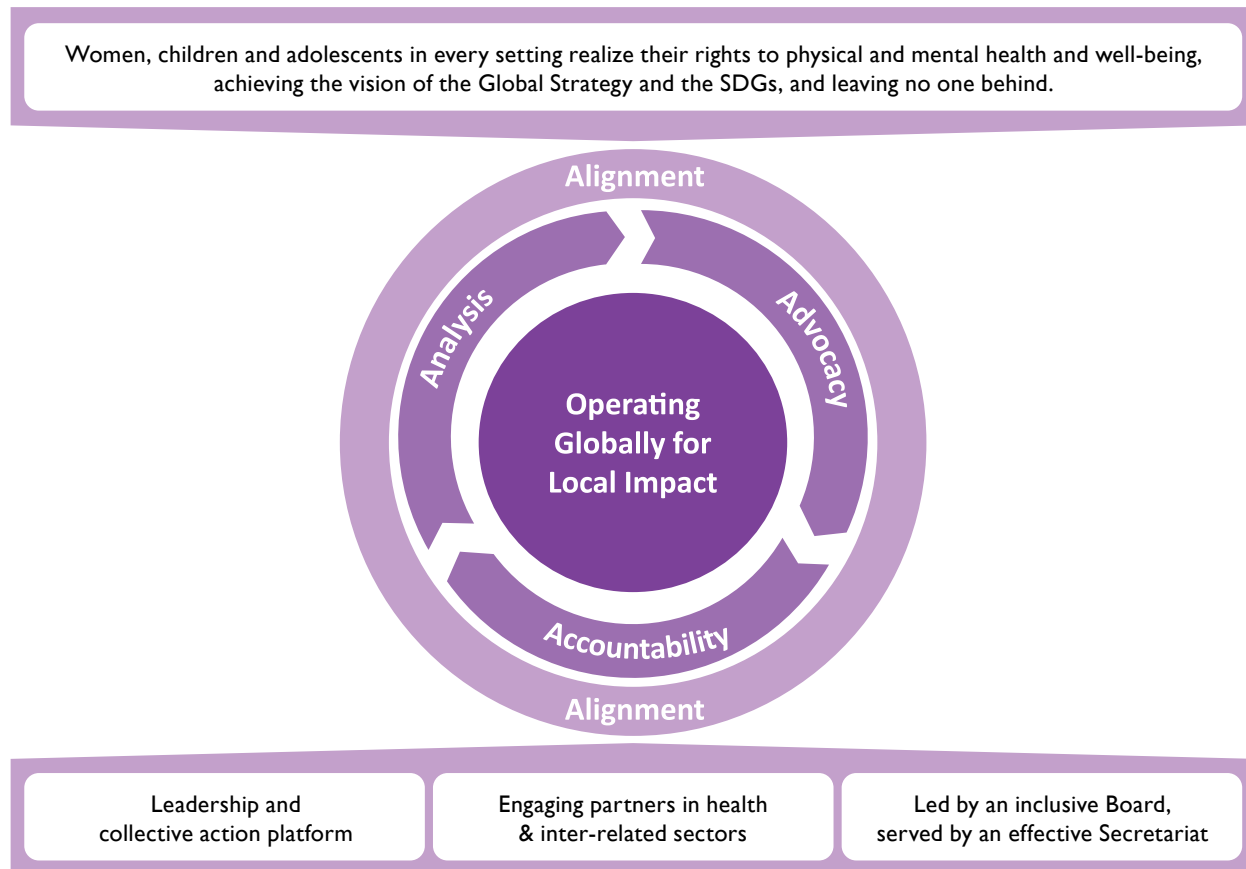 Women, children and adolescents in every setting realize their rights to physical and mental health and well-being,
achieving the vision of the Global Strategy and the SDGs, and leaving no one behind.
Alignment
Analysis
Advocacy
Operating
Globally for
Local Impact
Accountability
Alignment
Leadership and
collective action platform
Engaging partners in health
& inter-related sectors
Led by an inclusive Board,
served by an effective Secretariat